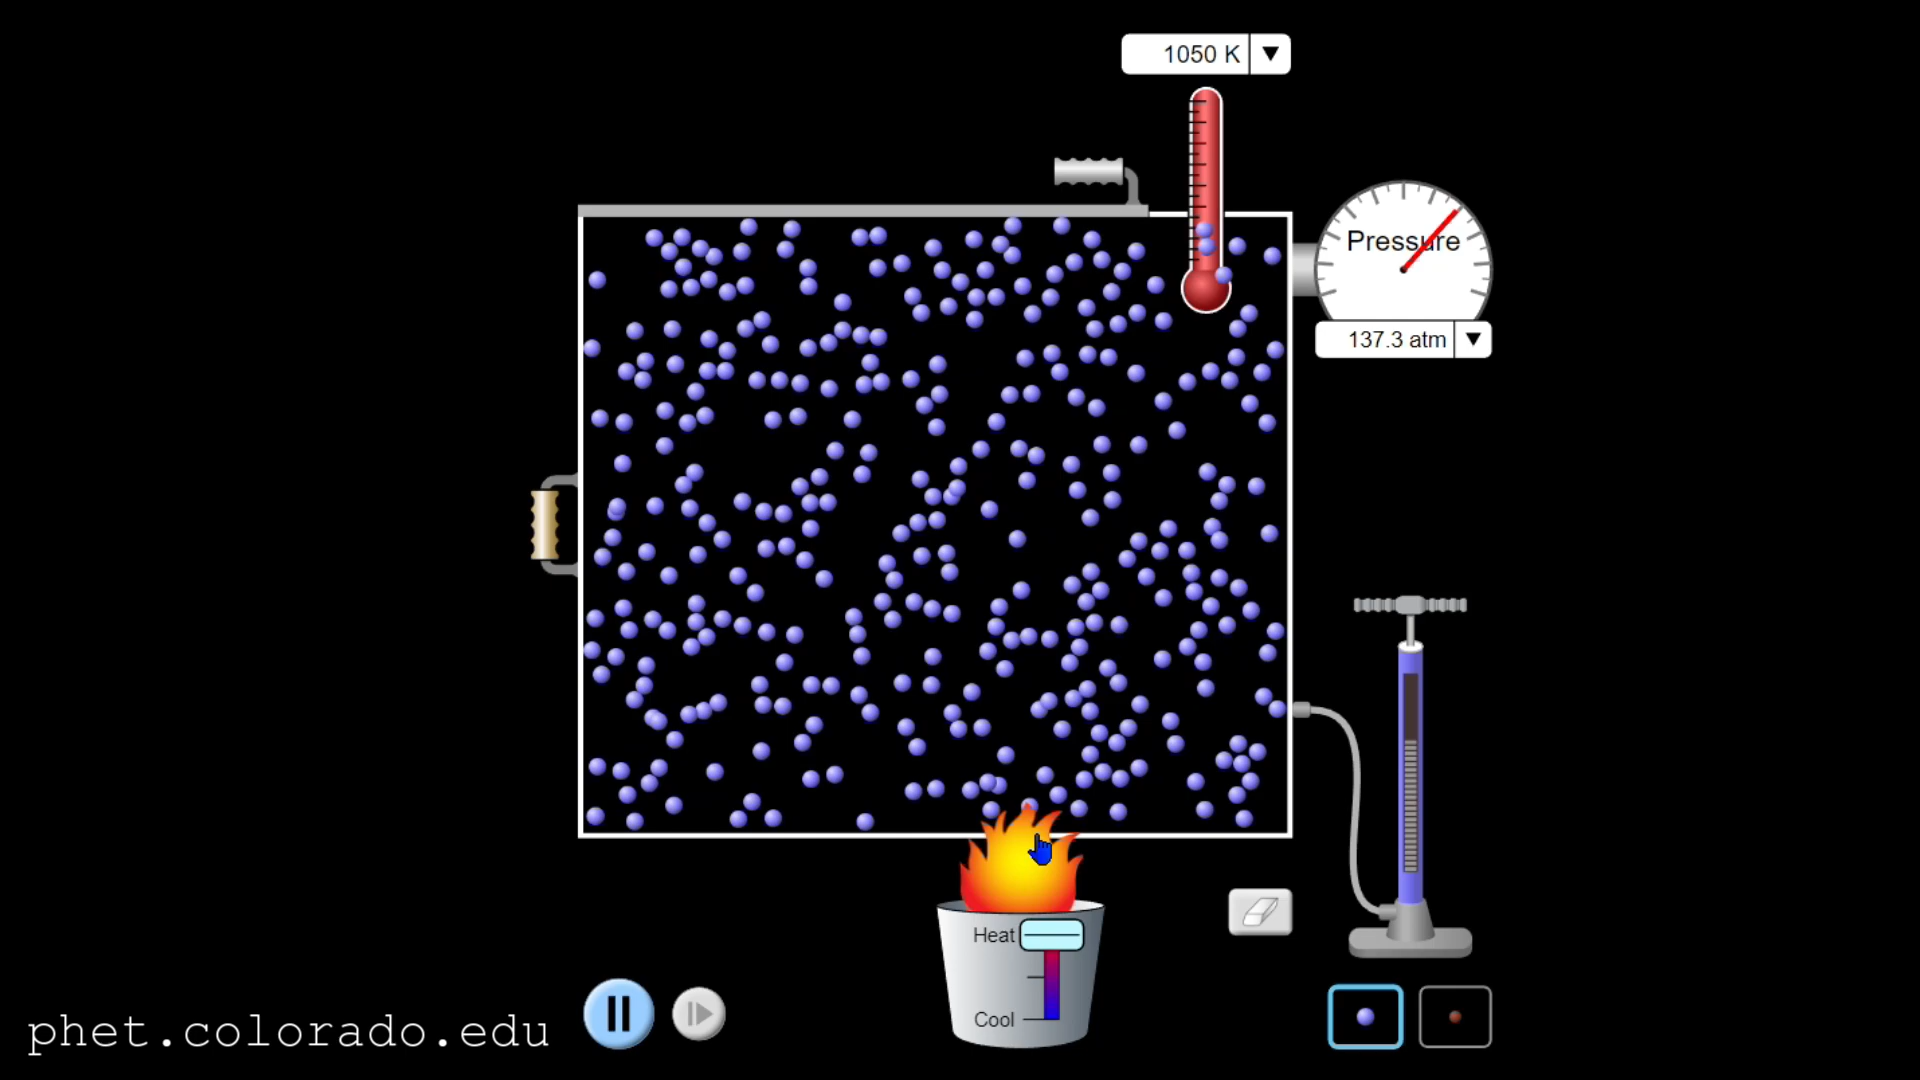 1050 K
Pressure
137.3 atm
Heat
Cool
phet.colorado.edu